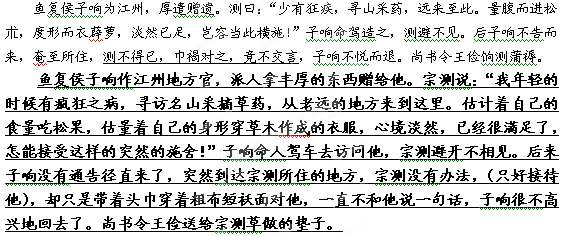 鱼复侯子响为江州，厚遣赠遗。测曰：“少有狂疾，寻山采药，远来至此。量腹而进松
朮，度形而衣薜萝，淡然已足，岂容当此横施！”子响命驾造之，测避不见。后子响不告而
来，奄至所住，测不得已，巾褐对之，竟不交言，子响不悦而退。尚书令王俭饷测蒲褥。
鱼复侯子响作江州地方官，派人拿丰厚的东西赠给他。宗测说：“我年轻的
时候有疯狂之病，寻访名山采摘草药，从老远的地方来到这里。估计着自己的
食量吃松果，估量着自己的身形穿草木作成的衣服，心境淡然，已经很满足了，
怎能接受这样的突然的施舍！”子响命人驾车去访问他，宗测避开不相见。后来
子响没有通告径直来了，突然到达宗测所住的地方，宗测没有办法，（只好接待
他），却只是带着头巾穿着粗布短袄面对他，一直不和他说一句话，子响很不高
兴地回去了。尚书令王俭送给宗测草做的垫子。